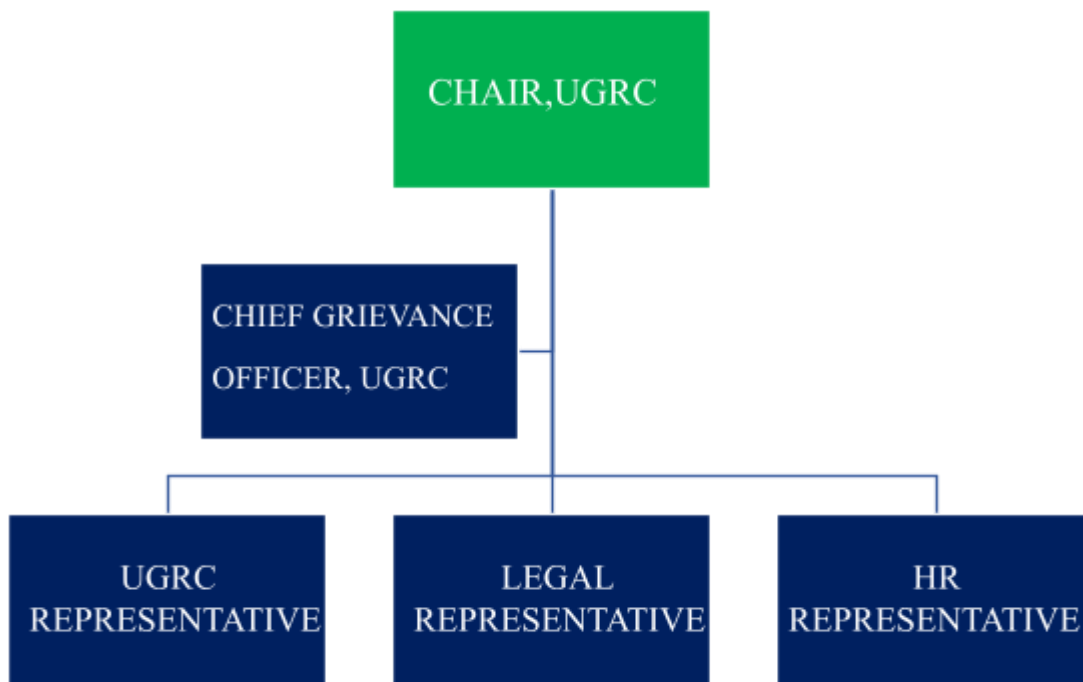 CHAIR,UGRC
CHIEF GRIEVANCE
OFFICER, UGRC
UGRC
REPRESENTATIVE
LEGAL
REPRESENTATIVE
HR
REPRESENTATIVE